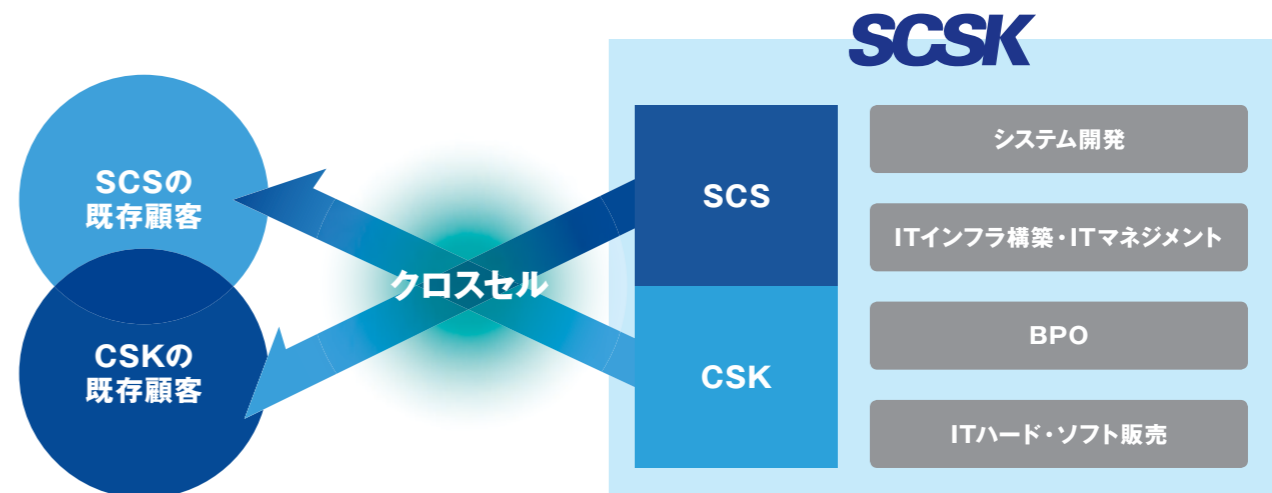 SCSK
SCSの
既存顧客
CSKの
既存顧客
クロスセル
SCS
CSK
システム開発
ITインフラ構築・ITマネジメント
BPO
ITハード・ソフト販売